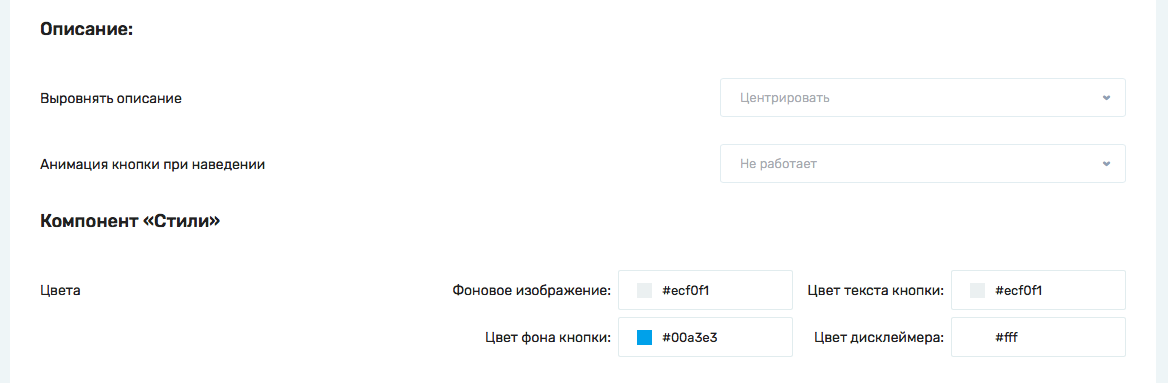 Описание:
Выровнять описание Центрировать
Анимация кнопки при наведении Не работает
Компонент «Стили»
Цвета Фоновое изображение: #ecf0f1 Цвет текста кнопки: #ecf0f1
Цвет фона кнопки: #00a3e3 Цвет дисклеймера: #fff